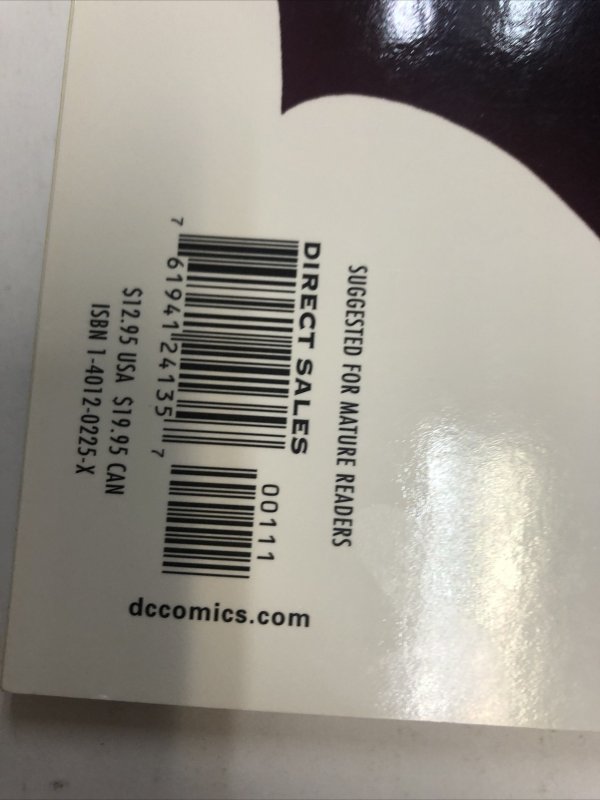 SUGGESTED FOR MATURE READERS
DIRECT SALES
00111
7 61941 24135 7
$12.95 USA $19.95 CAN
ISBN 1-4012-0225-X
dccomics.com